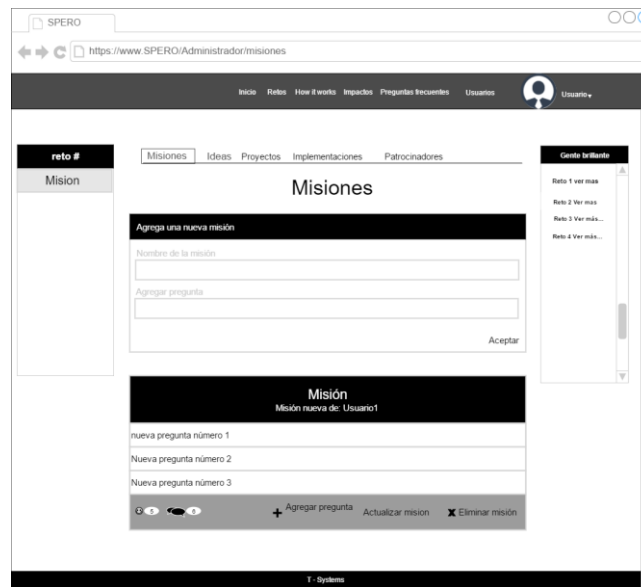 SPERO
https://www.SPERO/Administrador/misiones
Inicio Retos How it works Impactos Preguntas frecuentes Usuarios Usuario
reto #
Mision
Misiones Ideas Proyectos Implementaciones Patrocinadores
Misiones
Agrega una nueva misión
Nombre de la misión
Agregar pregunta
Aceptar
Gente brillante
Reto 1 ver mas
Reto 2 Ver mas
Reto 3 Ver más...
Reto 4 Ver más...
Misión
Misión nueva de: Usuario1
nueva pregunta número 1
Nueva pregunta número 2
Nueva pregunta número 3
5 6 Agregar pregunta Actualizar mision Eliminar misión
T - Systems